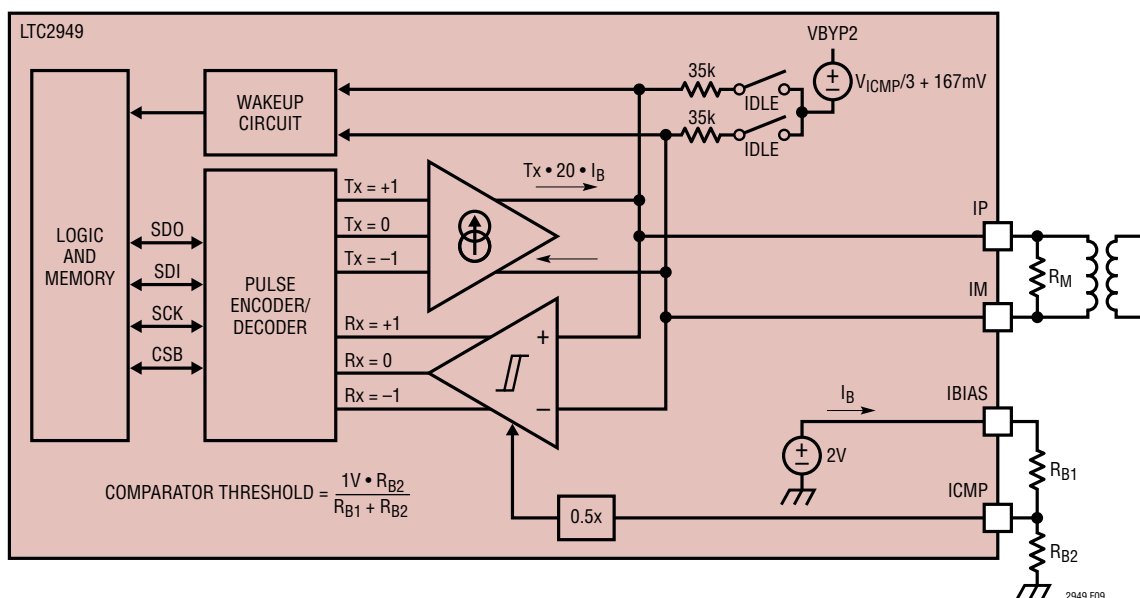 LTC2949
VBYP2
35k
IDLE
V_ICMP/3 + 167mV
35k
IDLE
WAKEUP
CIRCUIT
LOGIC
AND
MEMORY
SDO
SDI
SCK
CSB
PULSE
ENCODER/
DECODER
Tx = +1
Tx = 0
Tx = –1
Tx • 20 • I_B
Rx = +1
Rx = 0
Rx = –1
+
–
+
–
IP
IM
R_M
IBIAS
I_B
+
–
2V
R_B1
ICMP
0.5x
R_B2
COMPARATOR THRESHOLD = 1V • R_B2 / R_B1 + R_B2
2949 F09